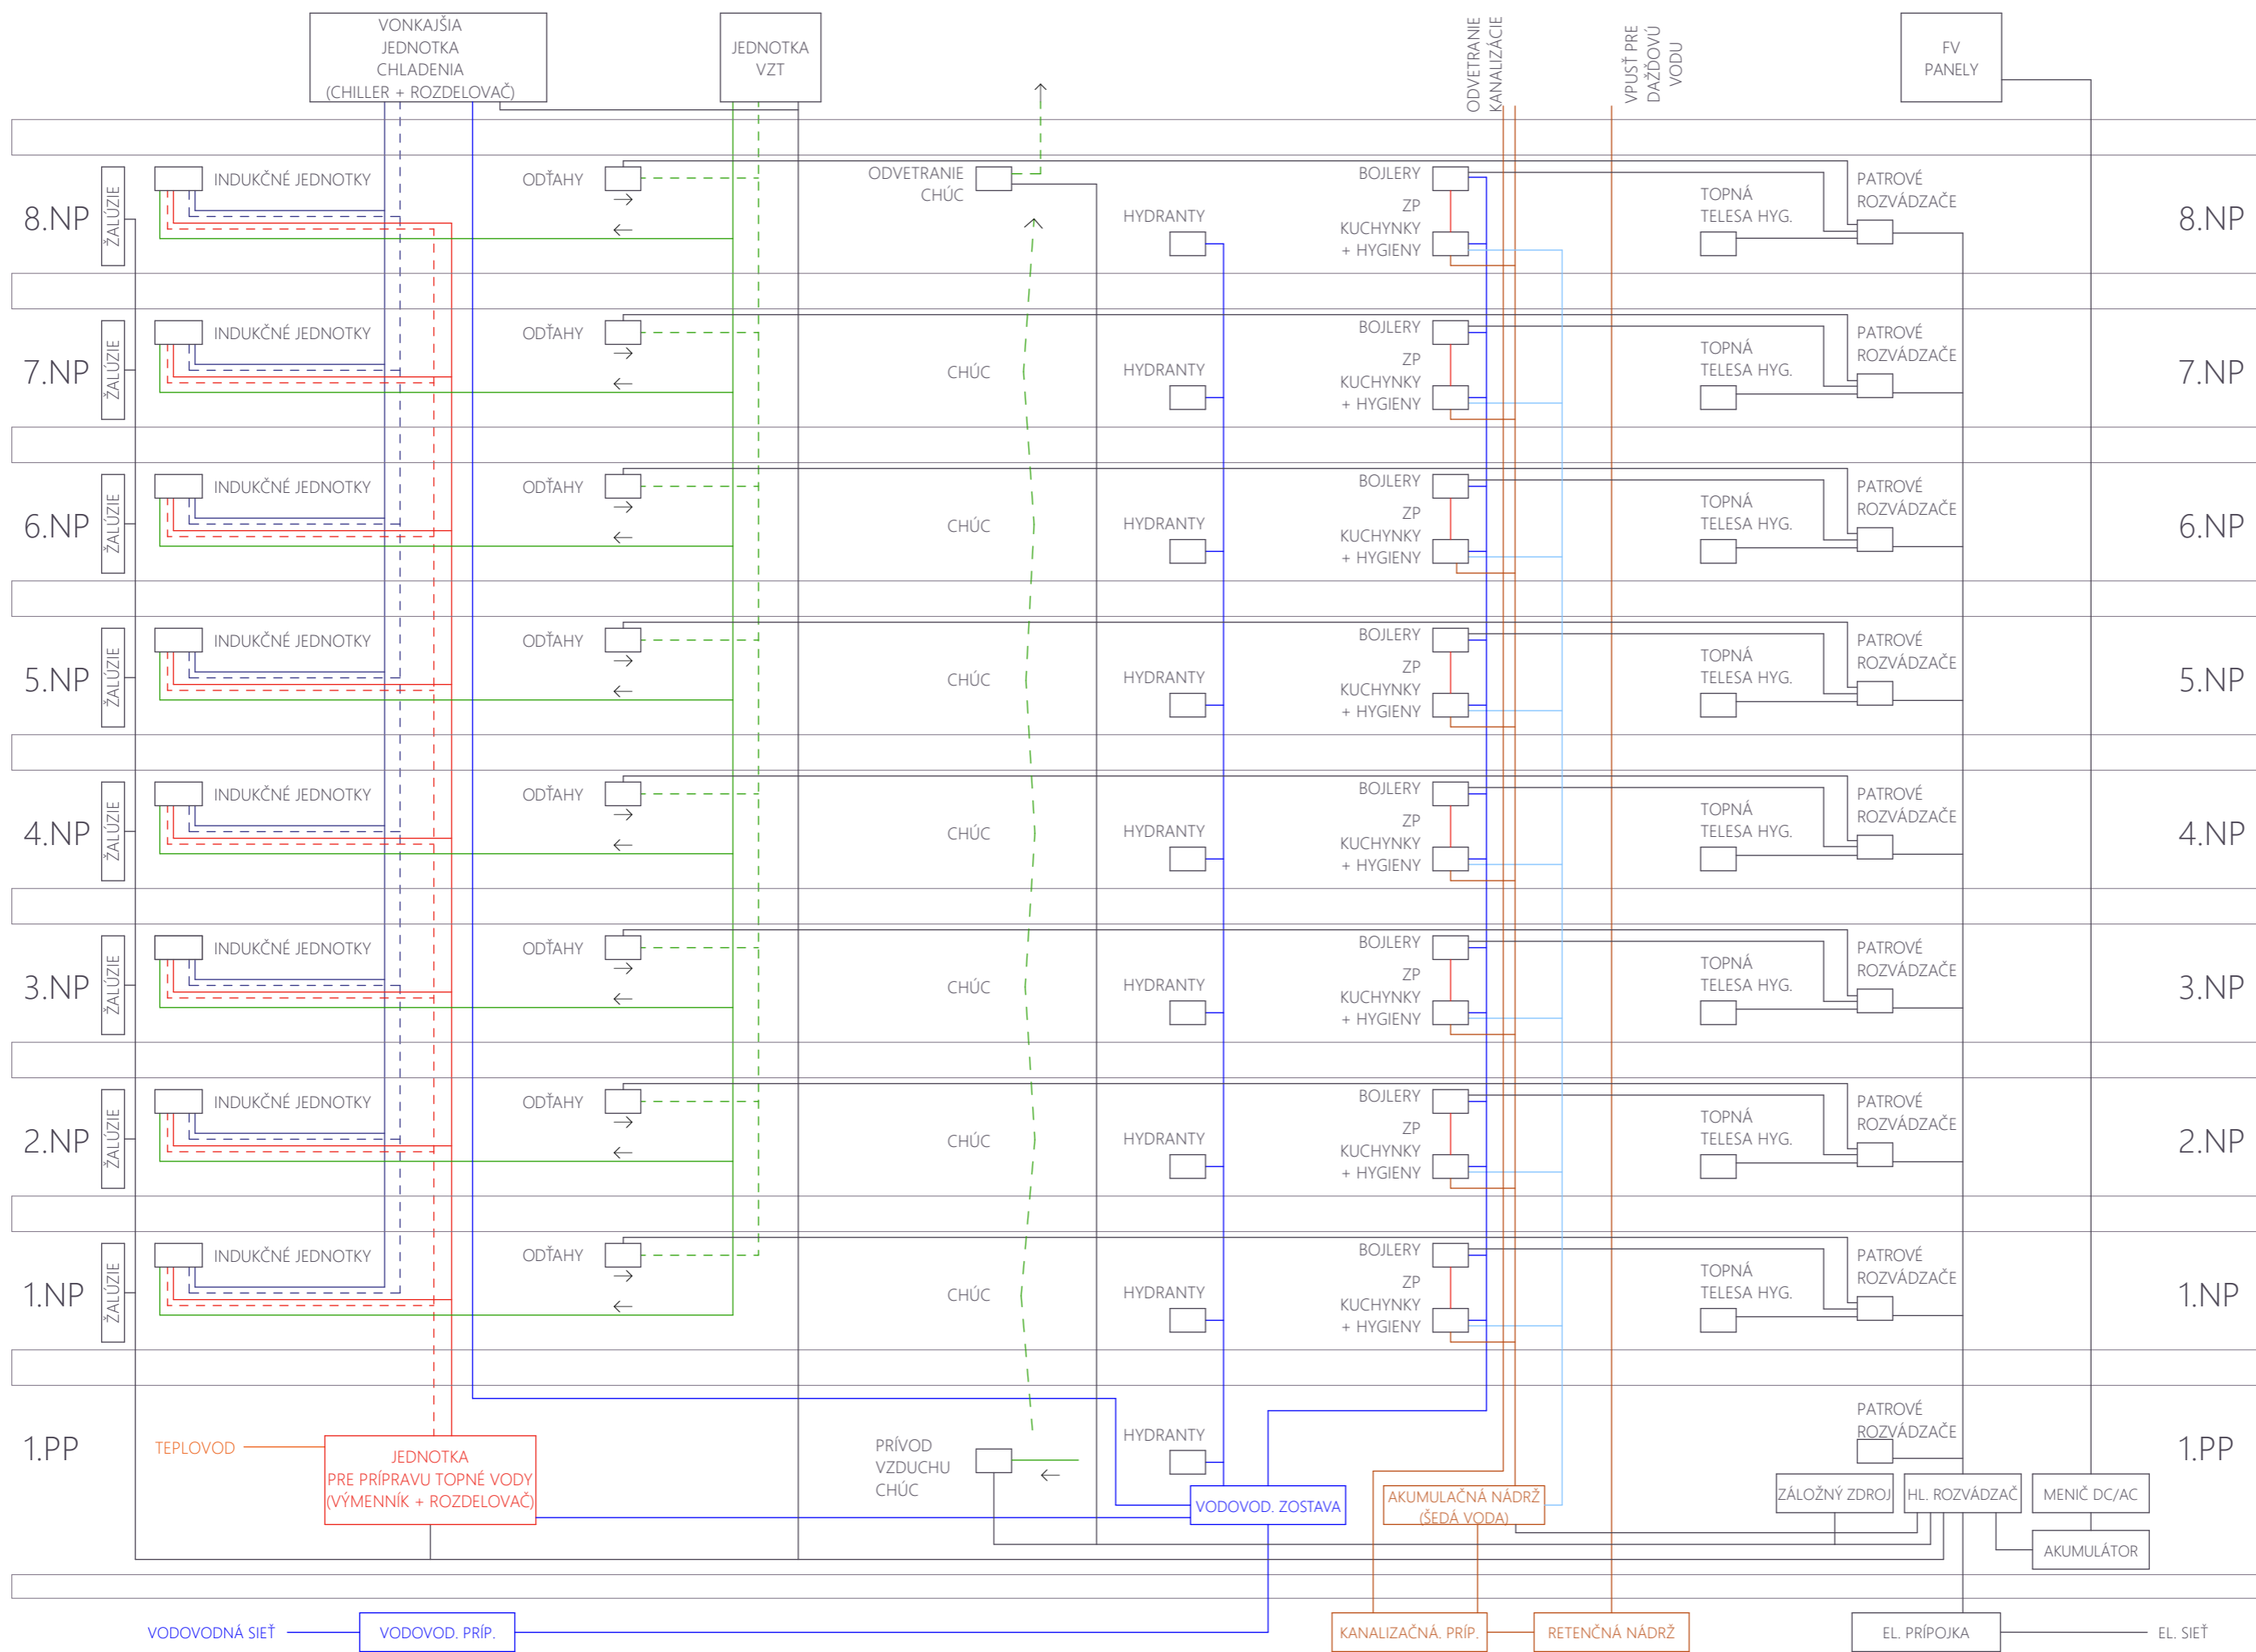 VONKAJŠIA
JEDNOTKA
CHLADENIA
(CHILLER + ROZDELOVAČ)
JEDNOTKA
VZT
ODVETRANIE
KANALIZÁCIE
VPUSŤ PRE
DAŽĎOVÚ
VODU
FV
PANELY
8.NP
ŽALÚZIE
INDUKČNÉ JEDNOTKY
ODŤAHY
ODVETRANIE
CHÚC
HYDRANTY
BOJLERY
ZP
KUCHYNKY
+ HYGIENY
TOPNÁ
TELESA HYG.
PATROVÉ
ROZVÁDZAČE
8.NP
7.NP
ŽALÚZIE
INDUKČNÉ JEDNOTKY
ODŤAHY
CHÚC
HYDRANTY
BOJLERY
ZP
KUCHYNKY
+ HYGIENY
TOPNÁ
TELESA HYG.
PATROVÉ
ROZVÁDZAČE
7.NP
6.NP
ŽALÚZIE
INDUKČNÉ JEDNOTKY
ODŤAHY
CHÚC
HYDRANTY
BOJLERY
ZP
KUCHYNKY
+ HYGIENY
TOPNÁ
TELESA HYG.
PATROVÉ
ROZVÁDZAČE
6.NP
5.NP
ŽALÚZIE
INDUKČNÉ JEDNOTKY
ODŤAHY
CHÚC
HYDRANTY
BOJLERY
ZP
KUCHYNKY
+ HYGIENY
TOPNÁ
TELESA HYG.
PATROVÉ
ROZVÁDZAČE
5.NP
4.NP
ŽALÚZIE
INDUKČNÉ JEDNOTKY
ODŤAHY
CHÚC
HYDRANTY
BOJLERY
ZP
KUCHYNKY
+ HYGIENY
TOPNÁ
TELESA HYG.
PATROVÉ
ROZVÁDZAČE
4.NP
3.NP
ŽALÚZIE
INDUKČNÉ JEDNOTKY
ODŤAHY
CHÚC
HYDRANTY
BOJLERY
ZP
KUCHYNKY
+ HYGIENY
TOPNÁ
TELESA HYG.
PATROVÉ
ROZVÁDZAČE
3.NP
2.NP
ŽALÚZIE
INDUKČNÉ JEDNOTKY
ODŤAHY
CHÚC
HYDRANTY
BOJLERY
ZP
KUCHYNKY
+ HYGIENY
TOPNÁ
TELESA HYG.
PATROVÉ
ROZVÁDZAČE
2.NP
1.NP
ŽALÚZIE
INDUKČNÉ JEDNOTKY
ODŤAHY
CHÚC
HYDRANTY
BOJLERY
ZP
KUCHYNKY
+ HYGIENY
TOPNÁ
TELESA HYG.
PATROVÉ
ROZVÁDZAČE
1.NP
1.PP
TEPLOVOD
JEDNOTKA
PRE PRÍPRAVU TOPNÉ VODY
(VÝMENNÍK + ROZDELOVAČ)
PRÍVOD
VZDUCHU
CHÚC
HYDRANTY
VODOVOD. ZOSTAVA
AKUMULAČNÁ NÁDRŽ
(ŠEDÁ VODA)
PATROVÉ
ROZVÁDZAČE
1.PP
ZÁLOŽNÝ ZDROJ
HL. ROZVÁDZAČ
MENIČ DC/AC
AKUMULÁTOR
VODOVODNÁ SIEŤ
VODOVOD. PRÍP.
KANALIZAČNÁ. PRÍP.
RETENČNÁ NÁDRŽ
EL. PRÍPOJKA
EL. SIEŤ